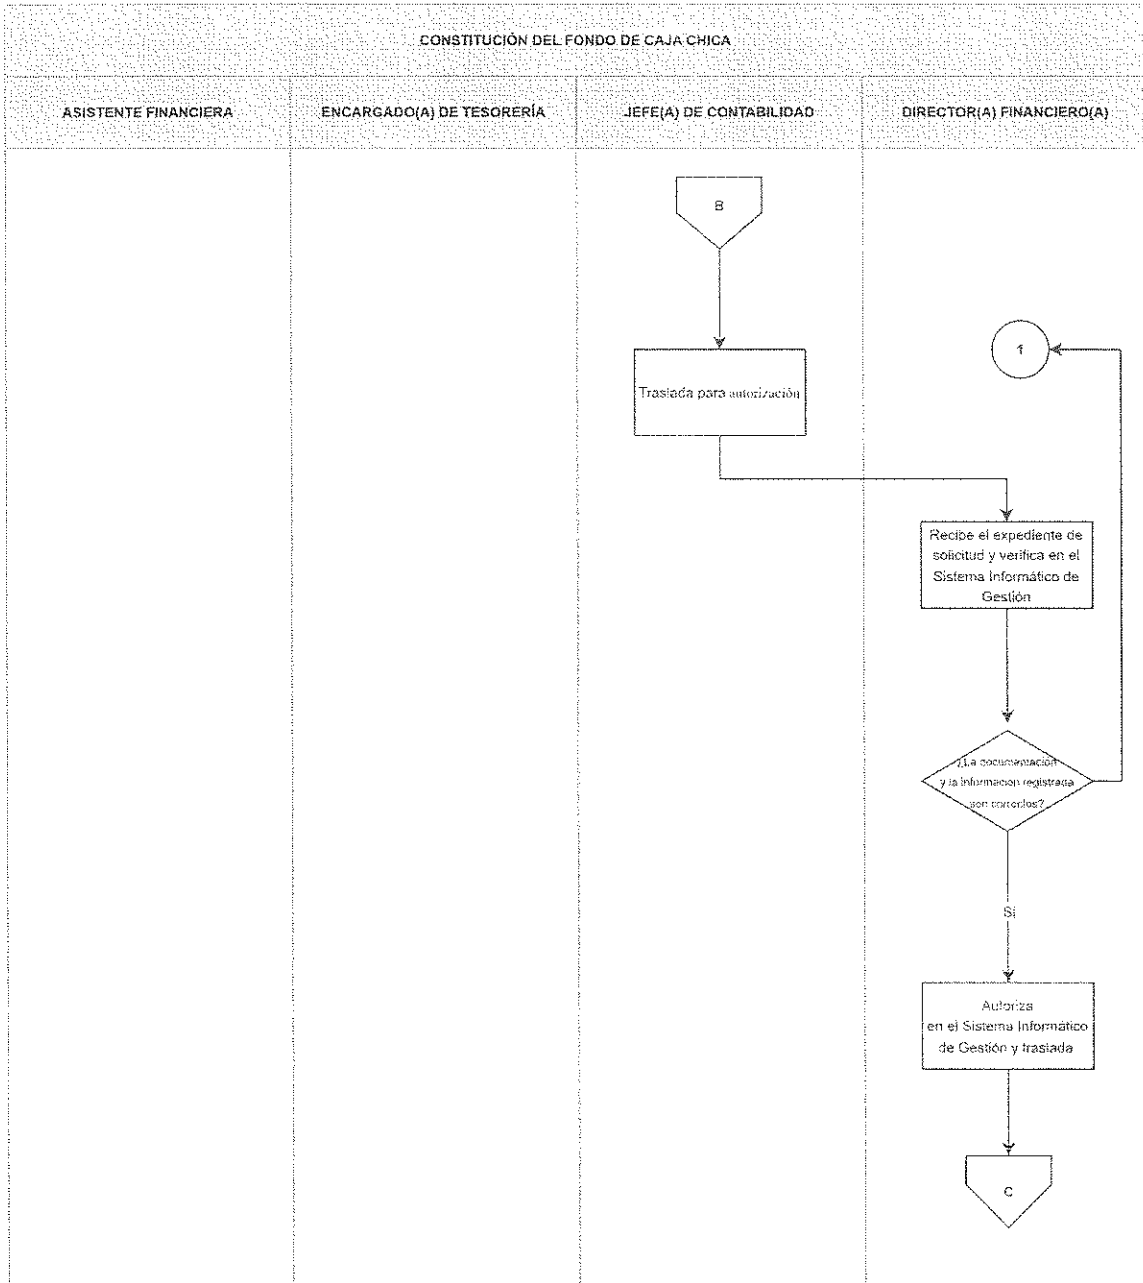 CONSTITUCIÓN DEL FONDO DE CAJA CHICA
ASISTENTE FINANCIERA
ENCARGADO(A) DE TESORERÍA
JEFE(A) DE CONTABILIDAD
DIRECTOR(A) FINANCIERO(A)
B
1
Traslada para autorización
Recibe el expediente de
solicitud y verifica en el
Sistema Informático de
Gestión
¿La documentación
y la información registrada
son correctos?
Sí
Autoriza
en el Sistema Informático
de Gestión y traslada
C